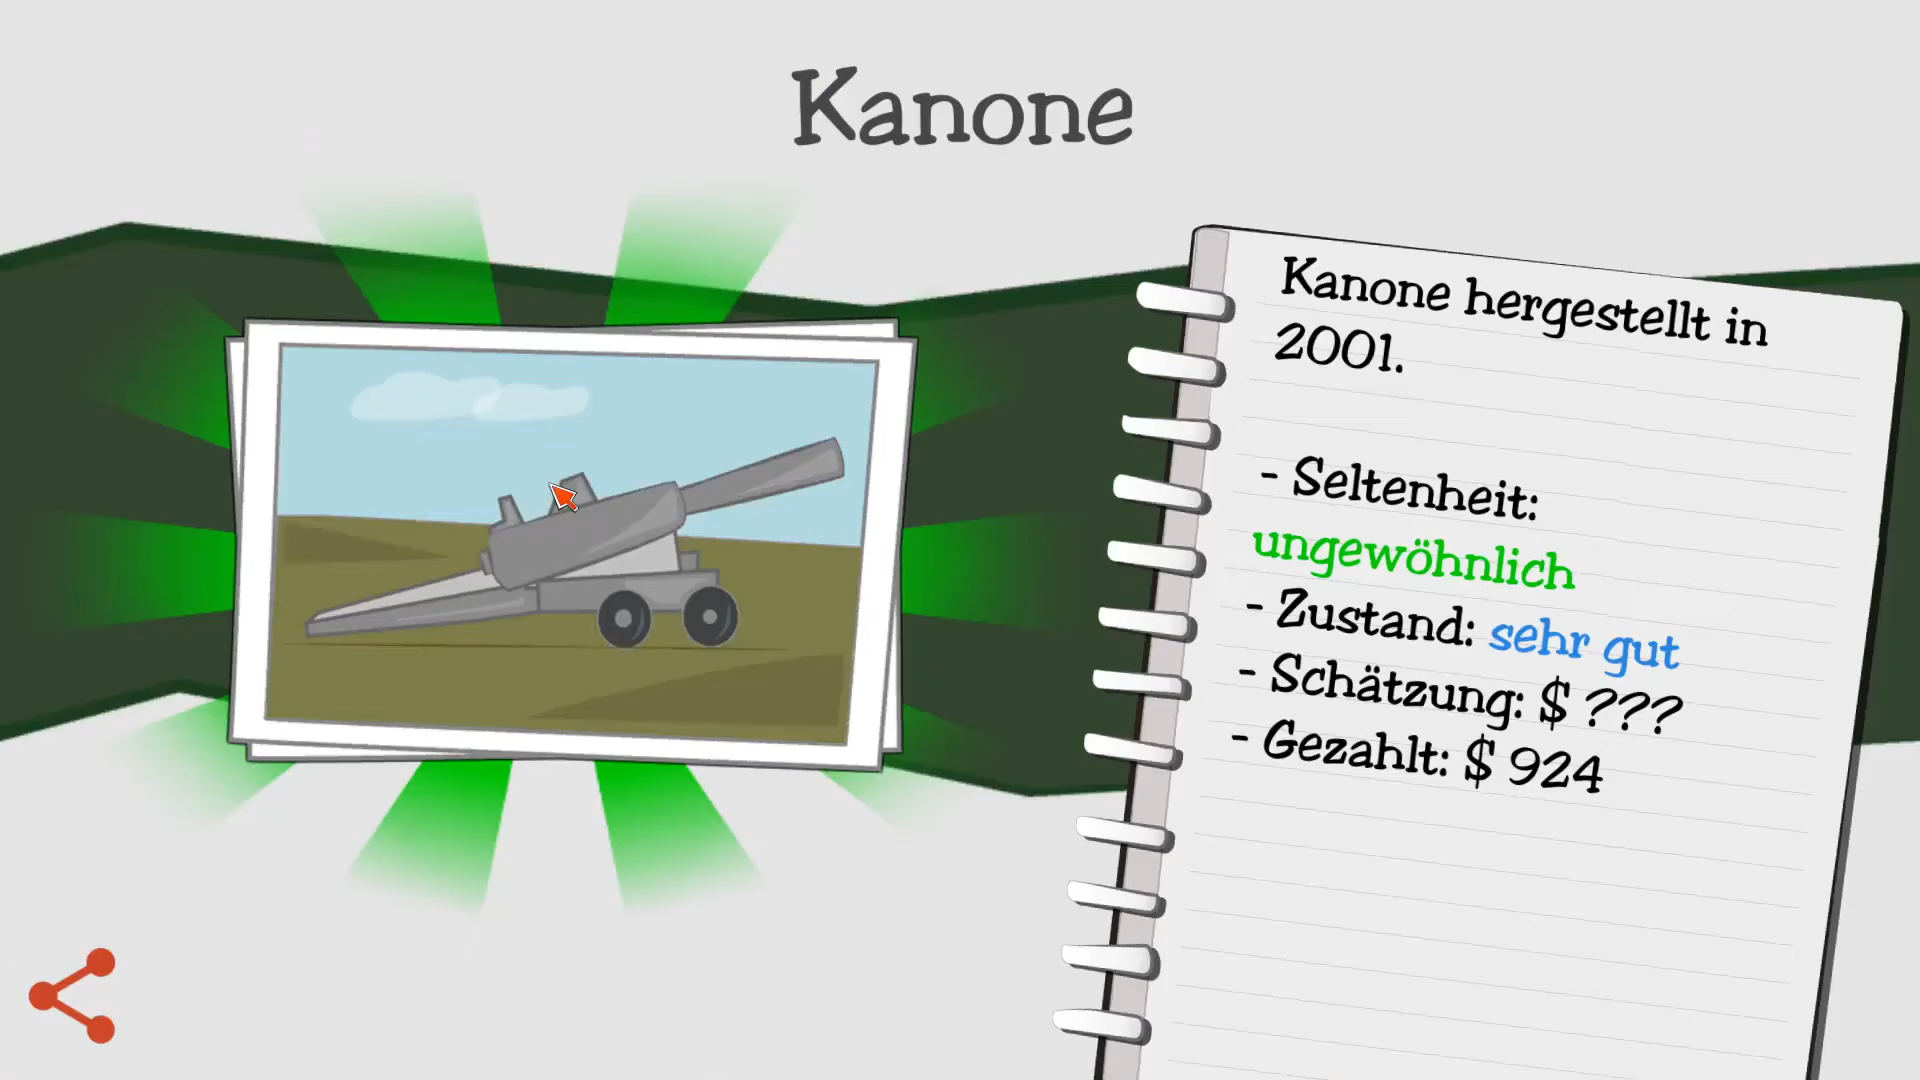 Kanone
Kanone hergestellt in
2001.
- Seltenheit:
ungewöhnlich
- Zustand: sehr gut
- Schätzung: $ ???
- Gezahlt: $ 924